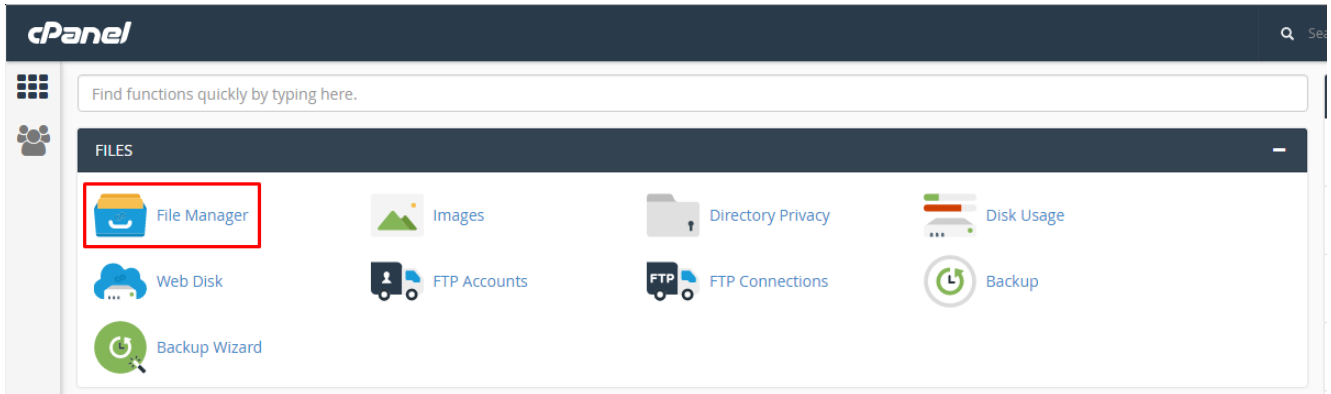 cPanel
Sea
Find functions quickly by typing here.
FILES
File Manager
Images
Directory Privacy
Disk Usage
Web Disk
FTP Accounts
FTP
FTP Connections
Backup
Backup Wizard